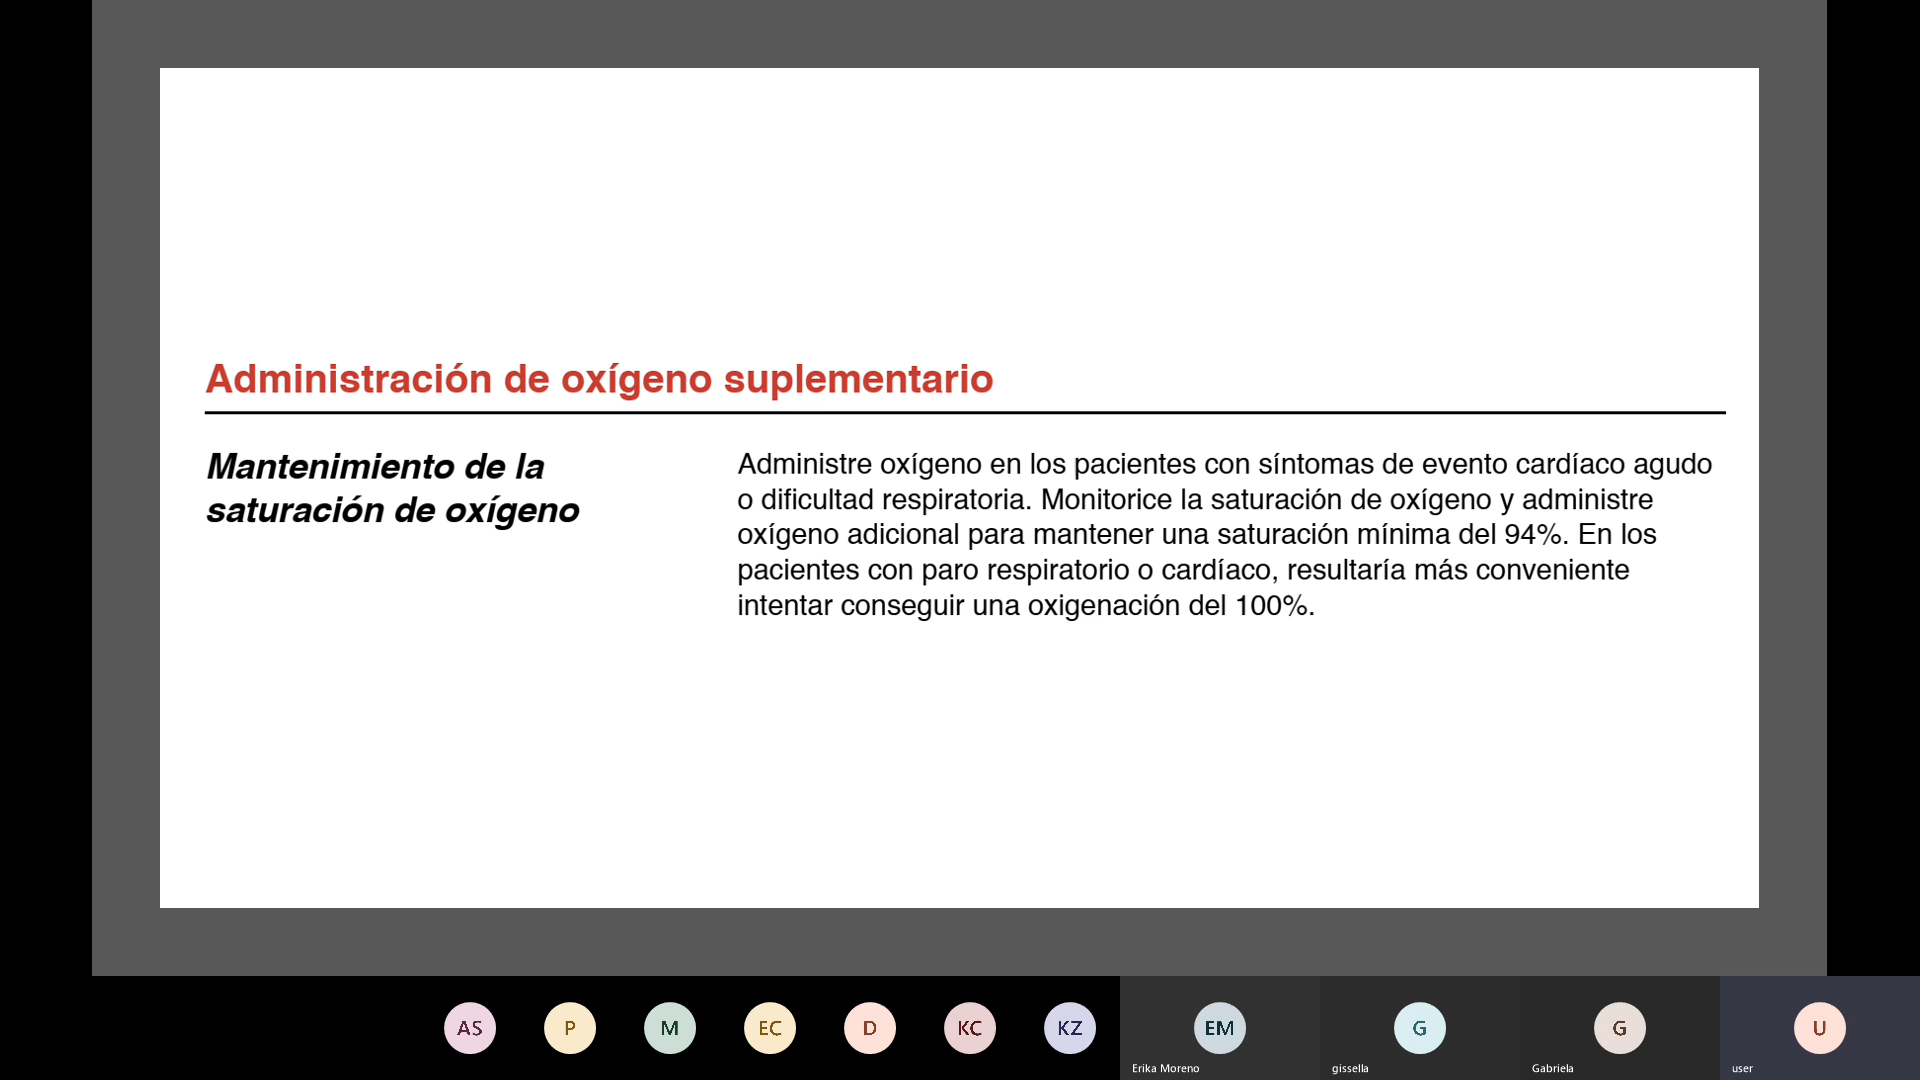 Administración de oxígeno suplementario
Mantenimiento de la
saturación de oxígeno
Administre oxígeno en los pacientes con síntomas de evento cardíaco agudo
o dificultad respiratoria. Monitorice la saturación de oxígeno y administre
oxígeno adicional para mantener una saturación mínima del 94%. En los
pacientes con paro respiratorio o cardíaco, resultaría más conveniente
intentar conseguir una oxigenación del 100%.
AS
P
M
EC
D
KC
KZ
EM
G
G
U
Erika Moreno
gissella
Gabriela
user